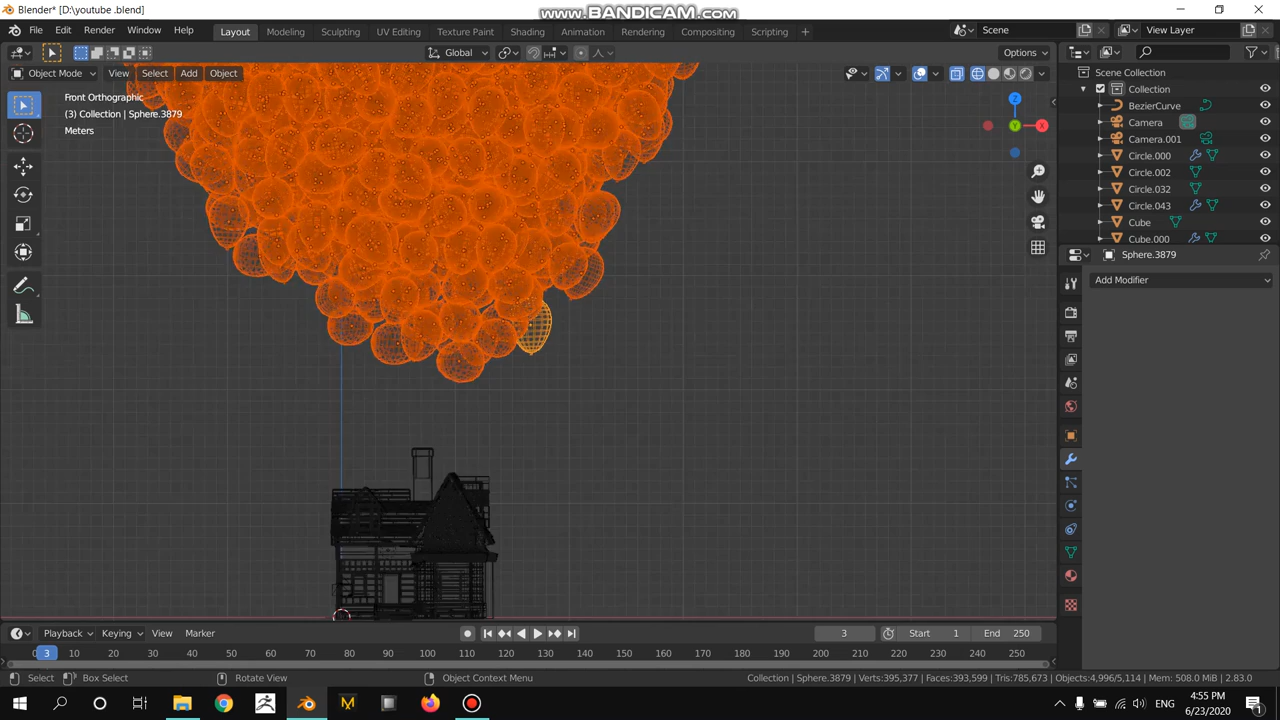 Blender* [D:\youtube .blend]
www.BANDICAM.com
File Edit Render Window Help
Layout Modeling Sculpting UV Editing Texture Paint Shading Animation Rendering Compositing Scripting +
Scene
View Layer
Global
Options
Object Mode View Select Add Object
Front Orthographic
(3) Collection | Sphere.3879
Meters
Z
Y
X
Scene Collection
Collection
BezierCurve
Camera
Camera.001
Circle.000
Circle.002
Circle.032
Circle.043
Cube
Cube.000
Sphere.3879
Add Modifier
Playback Keying View Marker
3
Start 1
End 250
0 3 10 20 30 40 50 60 70 80 90 100 110 120 130 140 150 160 170 180 190 200 210 220 230 240 250
Select Box Select Rotate View Object Context Menu
Collection | Sphere.3879 | Verts:395,377 | Faces:393,599 | Tris:785,673 | Objects:4,996/5,114 | Mem: 508.0 MiB | 2.83.0
4:55 PM
6/23/2020
1